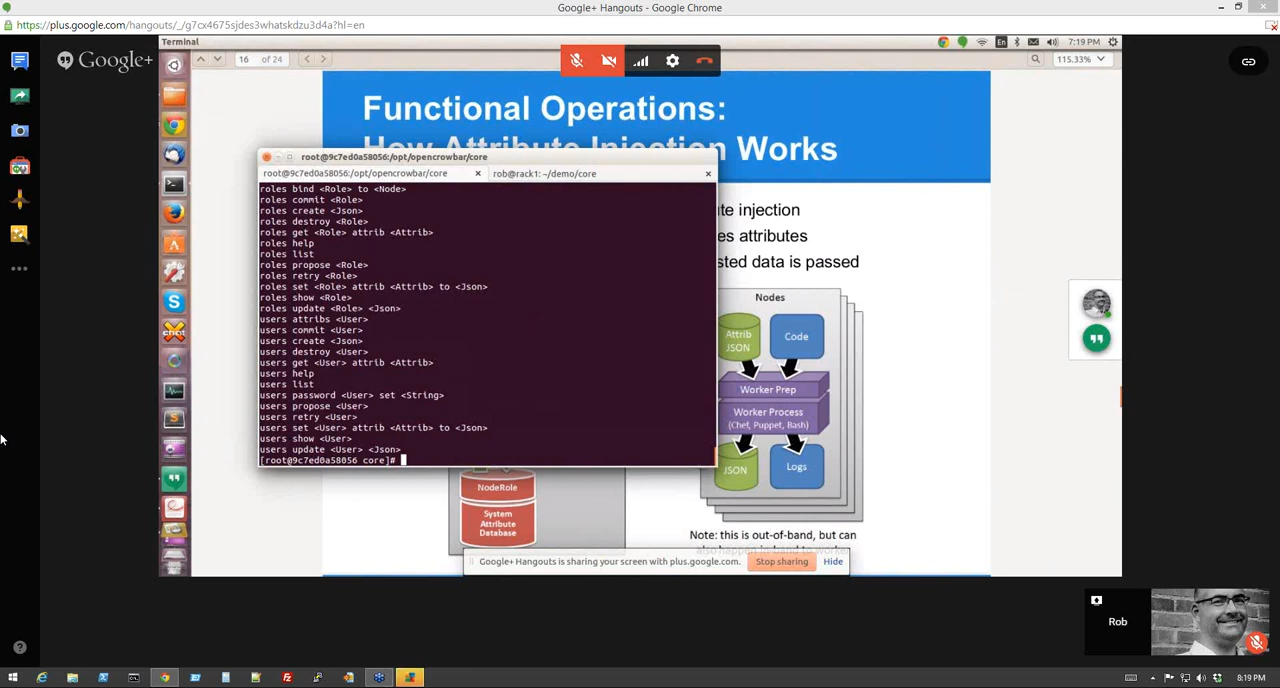 Google+ Hangouts - Google Chrome
https://plus.google.com/hangouts/_/g7cx4675sjdes3whatskdzu3d4a?hl=en
Google+
Terminal
En
7:19 PM
16 of 24
115.33%
Functional Operations:
How Attribute Injection Works
root@9c7ed0a58056:/opt/opencrowbar/core
root@9c7ed0a58056:/opt/opencrowbar/core
rob@rack1: ~/demo/core
roles bind <Role> to <Node>
roles commit <Role>
roles create <Json>
roles destroy <Role>
roles get <Role> attrib <Attrib>
roles help
roles list
roles propose <Role>
roles retry <Role>
roles set <Role> attrib <Attrib> to <Json>
roles show <Role>
roles update <Role> <Json>
users attribs <User>
users commit <User>
users create <Json>
users destroy <User>
users get <User> attrib <Attrib>
users help
users list
users password <User> set <String>
users propose <User>
users retry <User>
users set <User> attrib <Attrib> to <Json>
users show <User>
users update <User> <Json>
[root@9c7ed0a58056 core]#
te injection
es attributes
sted data is passed
Nodes
Attrib
JSON
Code
Worker Prep
Worker Process
(Chef, Puppet, Bash)
JSON
Logs
NodeRole
System
Attribute
Database
Note: this is out-of-band, but can
also happen in band to worker
Google+ Hangouts is sharing your screen with plus.google.com.
Stop sharing
Hide
Rob
8:19 PM